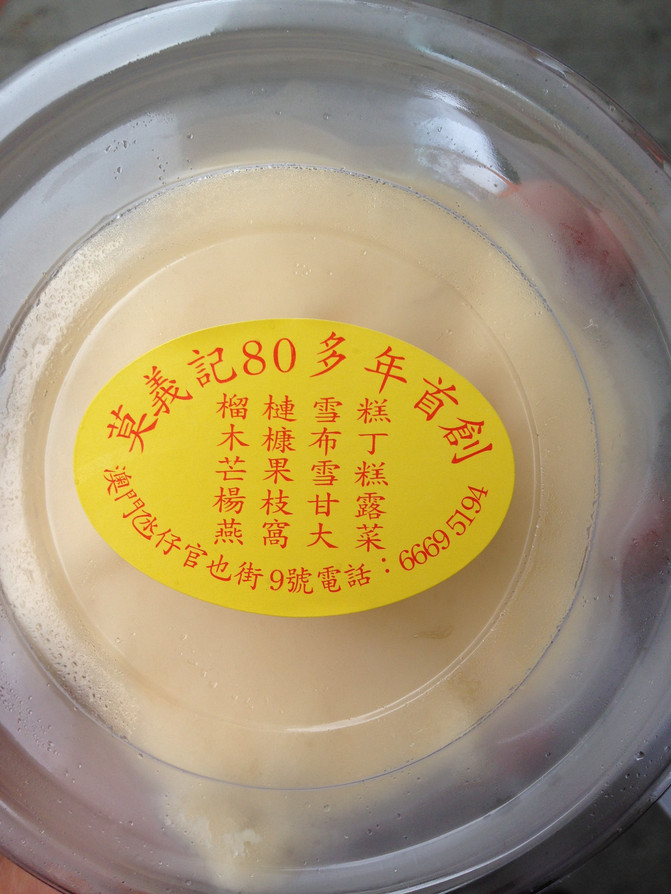 莫義記80多年首創
榴槤雪糕
木槺布丁
芒果雪糕
楊枝甘露
燕窩大菜
澳門氹仔官也街9號電話：6669 5194